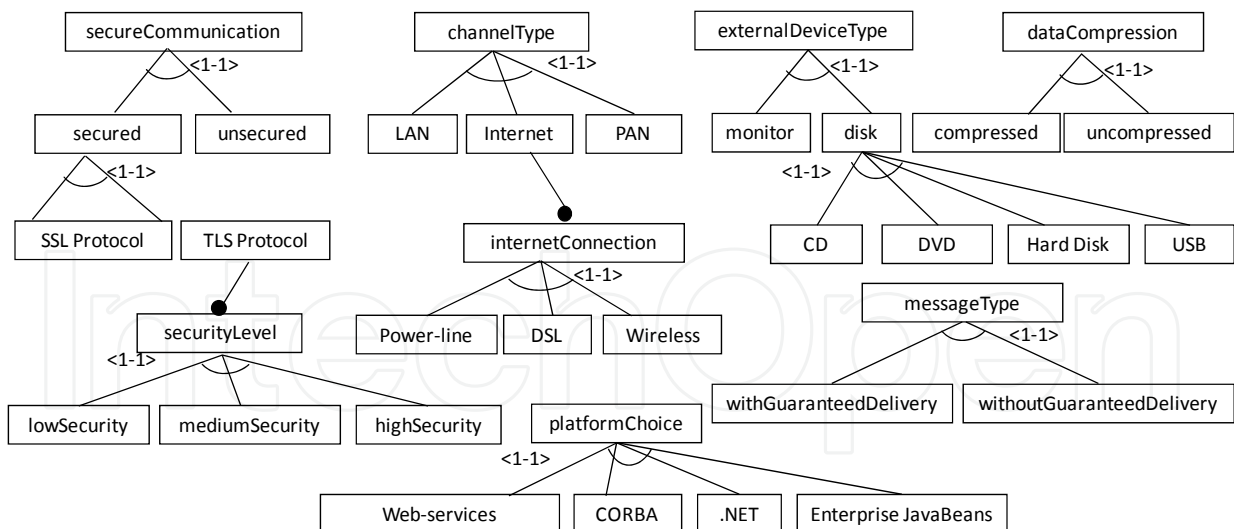 secureCommunication
channelType
externalDeviceType
dataCompression
<1-1>
<1-1>
<1-1>
<1-1>
secured
unsecured
LAN
Internet
PAN
monitor
disk
compressed
uncompressed
<1-1>
<1-1>
SSL Protocol
TLS Protocol
internetConnection
CD
DVD
Hard Disk
USB
<1-1>
securityLevel
Power-line
DSL
Wireless
messageType
<1-1>
<1-1>
lowSecurity
mediumSecurity
highSecurity
withGuaranteedDelivery
withoutGuaranteedDelivery
platformChoice
<1-1>
Web-services
CORBA
.NET
Enterprise JavaBeans
IntechOpen